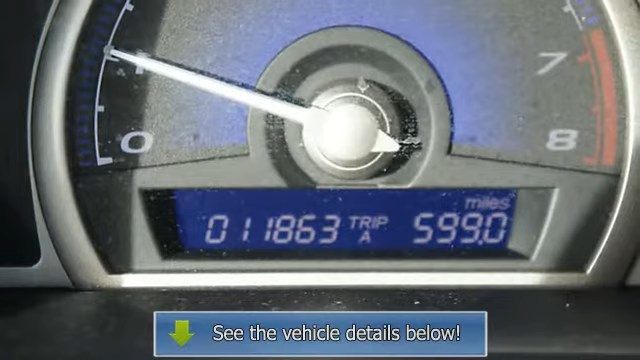 7
0
8
miles
011863 TRIP A 599.0
See the vehicle details below!